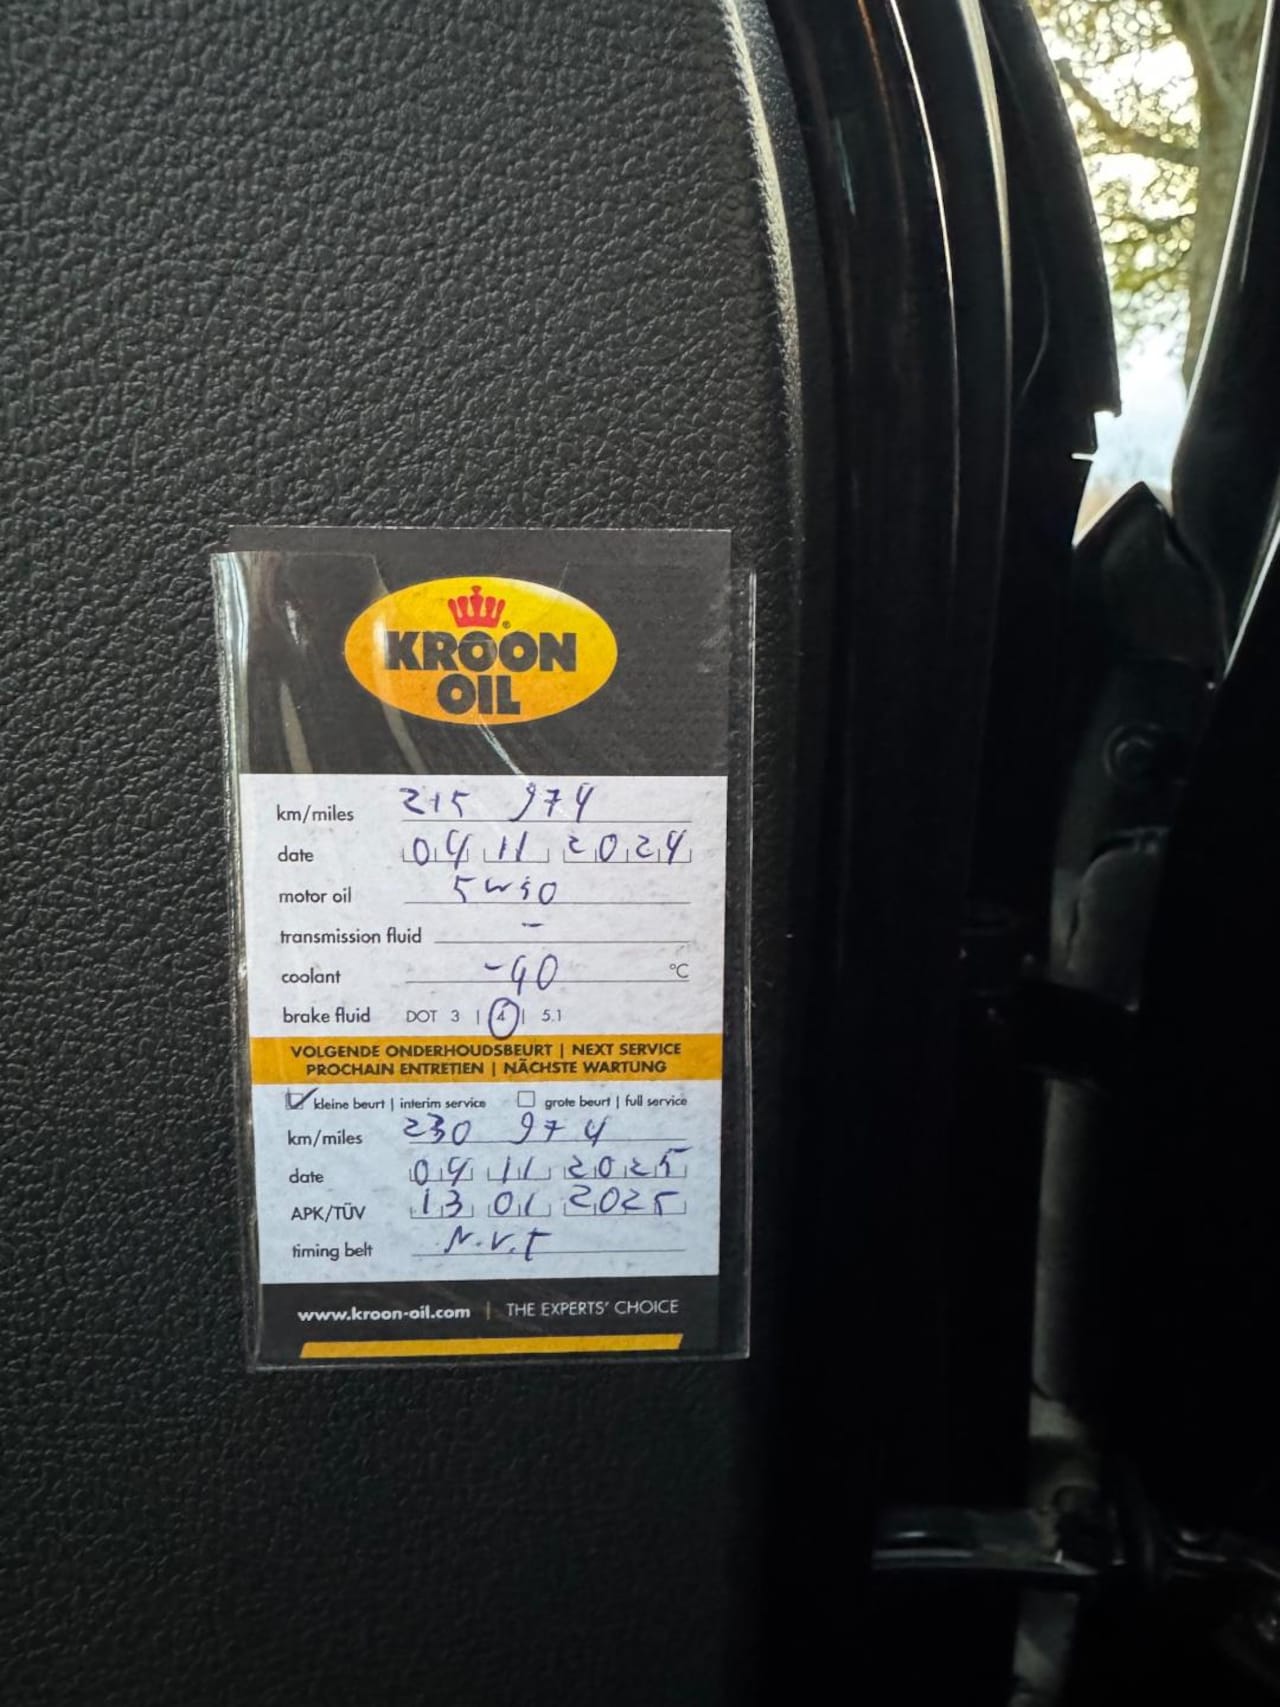 KROON
OIL
km/miles 215 974
date 04 11 2024
motor oil 5w30
transmission fluid -
coolant -40 °C
brake fluid DOT 3 | 4 | 5.1
VOLGENDE ONDERHOUDSBEURT | NEXT SERVICE
PROCHAIN ENTRETIEN | NÄCHSTE WARTUNG
kleine beurt | interim service grote beurt | full service
km/miles 230 974
date 04 11 2025
APK/TÜV 13 01 2025
timing belt N.V.T
www.kroon-oil.com | THE EXPERTS' CHOICE